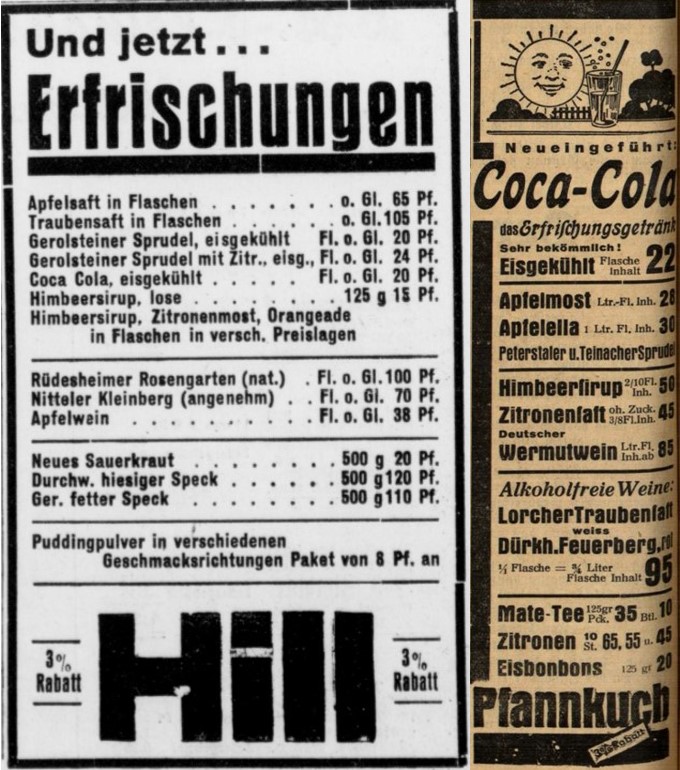 Und jetzt...
Erfrischungen
Apfelsaft in Flaschen . . . . . . . o. Gl. 65 Pf.
Traubensaft in Flaschen . . . . . . o. Gl. 105 Pf.
Gerolsteiner Sprudel, eisgekühlt Fl. o. Gl. 20 Pf.
Gerolsteiner Sprudel mit Zitr., eisg., Fl. o. Gl. 24 Pf.
Coca Cola, eisgekühlt . . . . . Fl. o. Gl. 20 Pf.
Himbeersirup, lose . . . . . . . . 125 g 15 Pf.
Himbeersirup, Zitronenmost, Orangeade
in Flaschen in versch. Preislagen
Rüdesheimer Rosengarten (nat.) . Fl. o. Gl. 100 Pf.
Nitteler Kleinberg (angenehm) . . Fl. o. Gl. 70 Pf.
Apfelwein . . . . . . . . . . Fl. o. Gl. 38 Pf.
Neues Sauerkraut . . . . . . . . 500 g 20 Pf.
Durchw. hiesiger Speck . . . . . . 500 g 120 Pf.
Ger. fetter Speck . . . . . . . . 500 g 110 Pf.
Puddingpulver in verschiedenen
Geschmacksrichtungen Paket von 8 Pf. an
3% Rabatt
Hill
3% Rabatt
Neueingeführt:
Coca-Cola
das Erfrischungsgetränk
Sehr bekömmlich!
Eisgekühlt Flasche Inhalt 22
Apfelmost Ltr.-Fl. Inh. 28
Apfelella 1 Ltr. Fl. Inh. 30
Peterstaler u. Teinacher Sprudel
Himbeersirup 2/10 Fl. Inh. 50
Zitronensaft oh. Zuck. 3/8 Fl. Inh. 45
Deutscher
Wermutwein Ltr.Fl. Inh. ab 85
Alkoholfreie Weine:
Lorcher Traubensaft
weiss
Dürkh. Feuerberg, rot
1/1 Flasche = ¾ Liter
Flasche Inhalt 95
Mate-Tee 125gr Pck. 35 Btl. 10
Zitronen 10 St. 65, 55 u. 45
Eisbonbons 125 gr 20
Pfannkuch
3% Rabatt